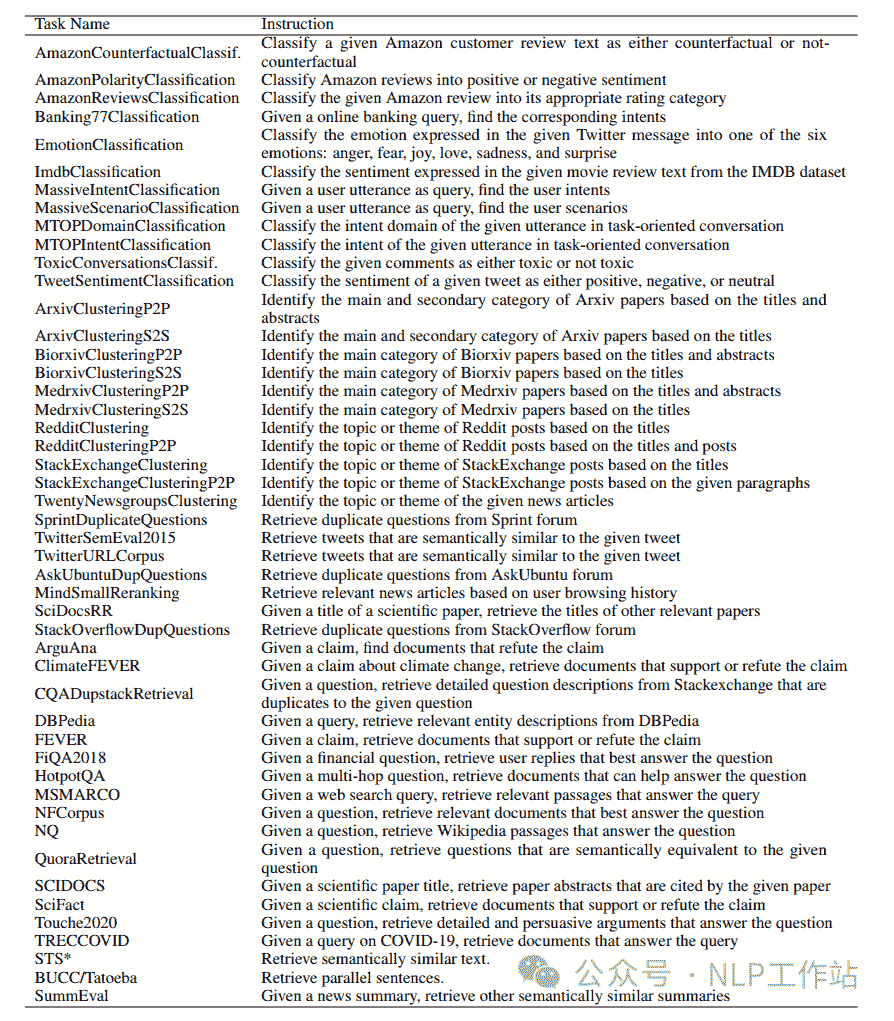 Task Name Instruction
AmazonCounterfactualClassif. Classify a given Amazon customer review text as either counterfactual or not-
counterfactual
AmazonPolarityClassification Classify Amazon reviews into positive or negative sentiment
AmazonReviewsClassification Classify the given Amazon review into its appropriate rating category
Banking77Classification Given a online banking query, find the corresponding intents
EmotionClassification Classify the emotion expressed in the given Twitter message into one of the six
emotions: anger, fear, joy, love, sadness, and surprise
ImdbClassification Classify the sentiment expressed in the given movie review text from the IMDB dataset
MassiveIntentClassification Given a user utterance as query, find the user intents
MassiveScenarioClassification Given a user utterance as query, find the user scenarios
MTOPDomainClassification Classify the intent domain of the given utterance in task-oriented conversation
MTOPIntentClassification Classify the intent of the given utterance in task-oriented conversation
ToxicConversationsClassif. Classify the given comments as either toxic or not toxic
TweetSentimentClassification Classify the sentiment of a given tweet as either positive, negative, or neutral
ArxivClusteringP2P Identify the main and secondary category of Arxiv papers based on the titles and
abstracts
ArxivClusteringS2S Identify the main and secondary category of Arxiv papers based on the titles
BiorxivClusteringP2P Identify the main category of Biorxiv papers based on the titles and abstracts
BiorxivClusteringS2S Identify the main category of Biorxiv papers based on the titles
MedrxivClusteringP2P Identify the main category of Medrxiv papers based on the titles and abstracts
MedrxivClusteringS2S Identify the main category of Medrxiv papers based on the titles
RedditClustering Identify the topic or theme of Reddit posts based on the titles
RedditClusteringP2P Identify the topic or theme of Reddit posts based on the titles and posts
StackExchangeClustering Identify the topic or theme of StackExchange posts based on the titles
StackExchangeClusteringP2P Identify the topic or theme of StackExchange posts based on the given paragraphs
TwentyNewsgroupsClustering Identify the topic or theme of the given news articles
SprintDuplicateQuestions Retrieve duplicate questions from Sprint forum
TwitterSemEval2015 Retrieve tweets that are semantically similar to the given tweet
TwitterURLCorpus Retrieve tweets that are semantically similar to the given tweet
AskUbuntuDupQuestions Retrieve duplicate questions from AskUbuntu forum
MindSmallReranking Retrieve relevant news articles based on user browsing history
SciDocsRR Given a title of a scientific paper, retrieve the titles of other relevant papers
StackOverflowDupQuestions Retrieve duplicate questions from StackOverflow forum
ArguAna Given a claim, find documents that refute the claim
ClimateFEVER Given a claim about climate change, retrieve documents that support or refute the claim
CQADupstackRetrieval Given a question, retrieve detailed question descriptions from Stackexchange that are
duplicates to the given question
DBPedia Given a query, retrieve relevant entity descriptions from DBPedia
FEVER Given a claim, retrieve documents that support or refute the claim
FiQA2018 Given a financial question, retrieve user replies that best answer the question
HotpotQA Given a multi-hop question, retrieve documents that can help answer the question
MSMARCO Given a web search query, retrieve relevant passages that answer the query
NFCorpus Given a question, retrieve relevant documents that best answer the question
NQ Given a question, retrieve Wikipedia passages that answer the question
QuoraRetrieval Given a question, retrieve questions that are semantically equivalent to the given
question
SCIDOCS Given a scientific paper title, retrieve paper abstracts that are cited by the given paper
SciFact Given a scientific claim, retrieve documents that support or refute the claim
Touche2020 Given a question, retrieve detailed and persuasive arguments that answer the question
TRECCOVID Given a query on COVID-19, retrieve documents that answer the query
STS* Retrieve semantically similar text.
BUCC/Tatoeba Retrieve parallel sentences.
公众号 · NLP工作站
SummEval Given a news summary, retrieve other semantically similar summaries